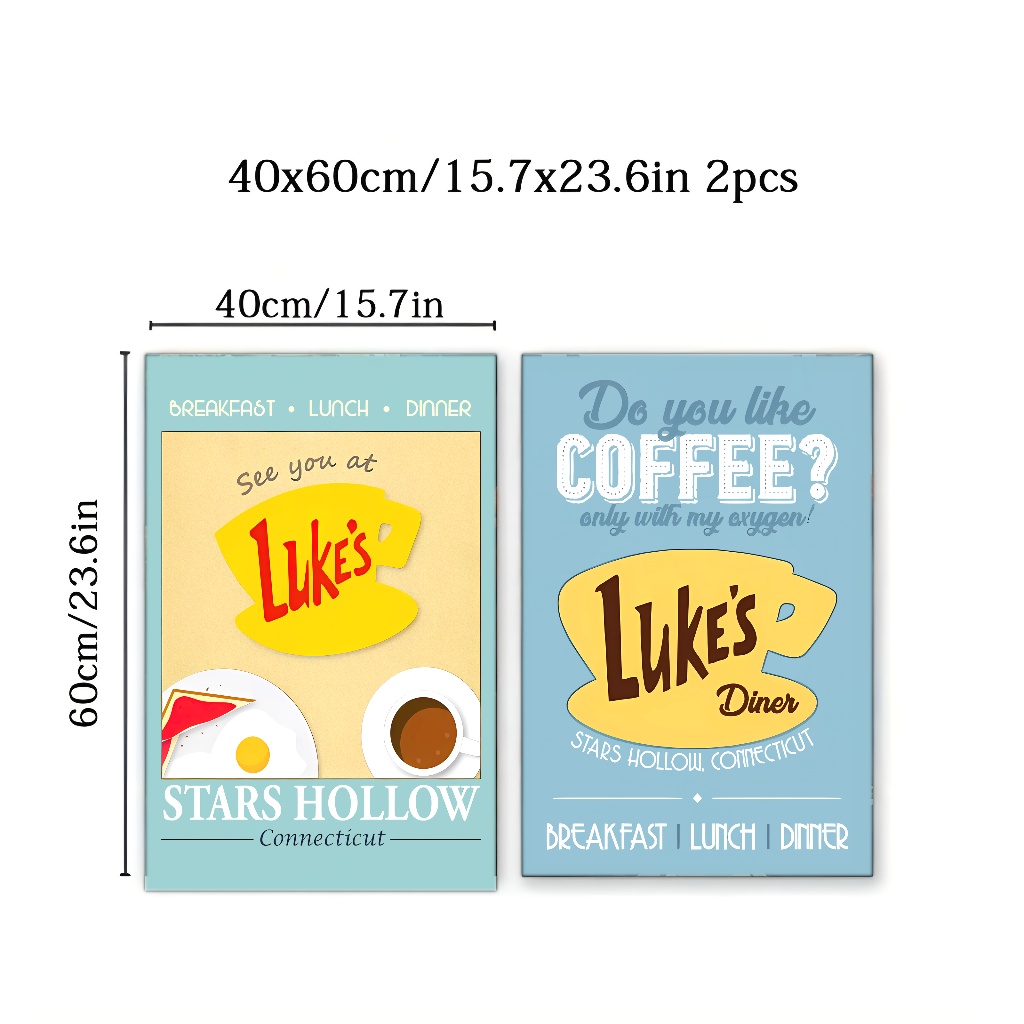 40x60cm/15.7x23.6in 2pcs
40cm/15.7in
60cm/23.6in
BREAKFAST • LUNCH • DINNER
See you at
LUKE'S
STARS HOLLOW
Connecticut
Do you like
COFFEE?
only with my oxygen!
LUKE'S
Diner
STARS HOLLOW, CONNECTICUT
BREAKFAST | LUNCH | DINNER